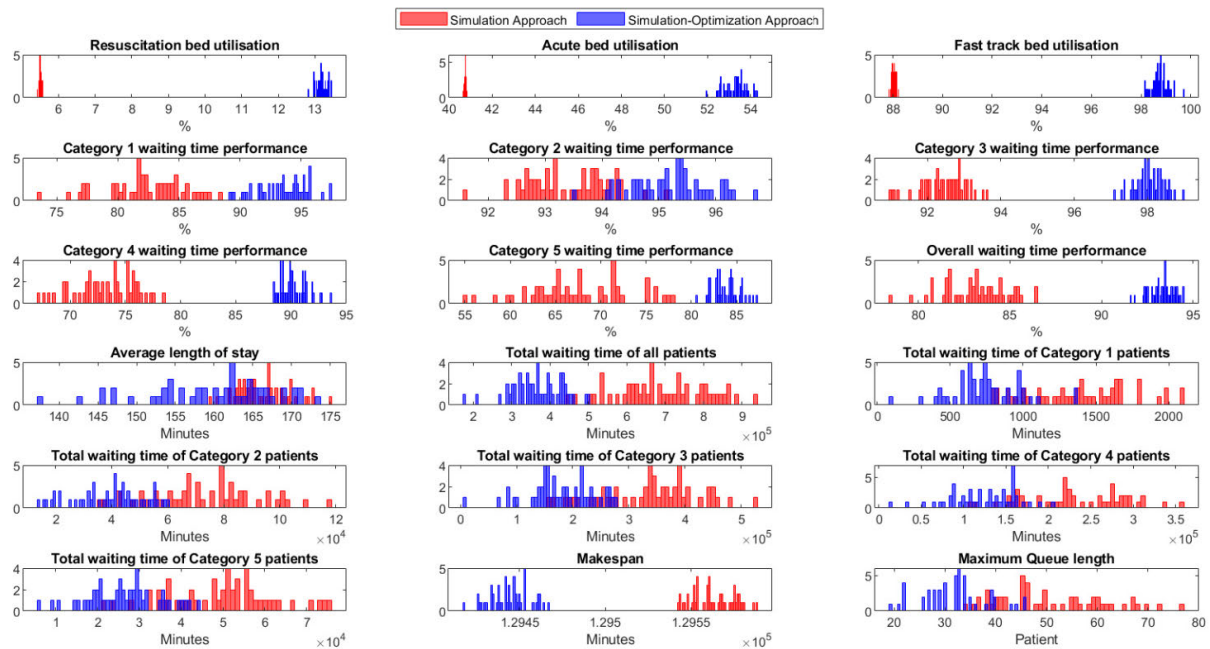 Simulation Approach Simulation-Optimization Approach
Resuscitation bed utilisation Acute bed utilisation Fast track bed utilisation
5 5 5
0 0 0
6 7 8 9 10 11 12 13 40 42 44 46 48 50 52 54 88 90 92 94 96 98 100
% % %
Category 1 waiting time performance Category 2 waiting time performance Category 3 waiting time performance
5 4 4
2 2
0 0 0
75 80 85 90 95 92 93 94 95 96 92 94 96 98
% % %
Category 4 waiting time performance Category 5 waiting time performance Overall waiting time performance
4 5 5
2
0 0 0
70 75 80 85 90 95 55 60 65 70 75 80 85 80 85 90 95
% % %
Average length of stay Total waiting time of all patients Total waiting time of Category 1 patients
5 4 5
2
0 0 0
140 145 150 155 160 165 170 175 2 3 4 5 6 7 8 9 500 1000 1500 2000
Minutes Minutes ×10^5 Minutes
Total waiting time of Category 2 patients Total waiting time of Category 3 patients Total waiting time of Category 4 patients
5 4 5
2
0 0 0
2 4 6 8 10 12 0 1 2 3 4 5 0 0.5 1 1.5 2 2.5 3 3.5
Minutes ×10^4 Minutes ×10^5 Minutes ×10^5
Total waiting time of Category 5 patients Makespan Maximum Queue length
4 5 5
2
0 0 0
1 2 3 4 5 6 7 1.2945 1.295 1.2955 20 30 40 50 60 70 80
Minutes ×10^4 Minutes ×10^5 Patient